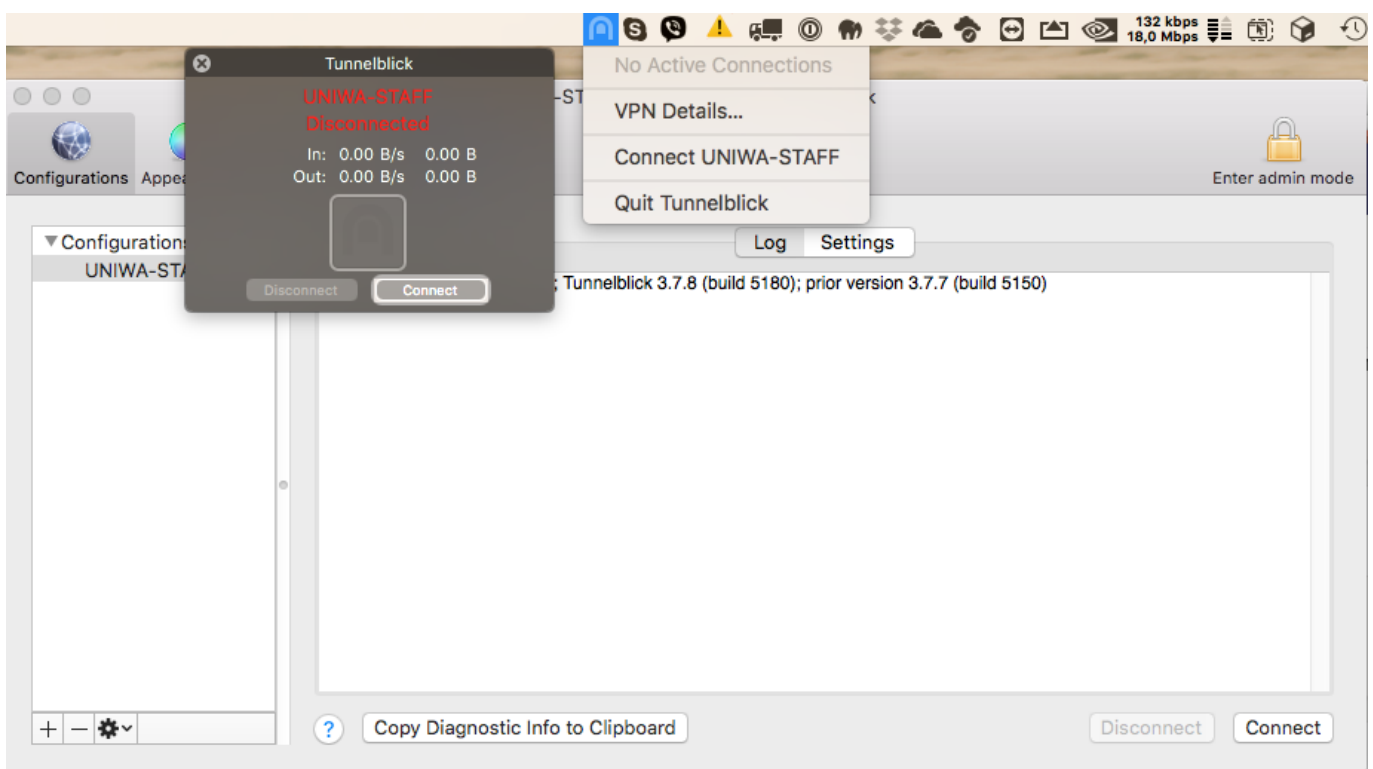 132 kbps
18,0 Mbps
Tunnelblick
UNIWA-STAFF
Disconnected
In: 0.00 B/s 0.00 B
Out: 0.00 B/s 0.00 B
Disconnect Connect
No Active Connections
VPN Details...
Connect UNIWA-STAFF
Quit Tunnelblick
-ST
Configurations
Enter admin mode
Configuration
UNIWA-STA
Log Settings
; Tunnelblick 3.7.8 (build 5180); prior version 3.7.7 (build 5150)
? Copy Diagnostic Info to Clipboard
Disconnect Connect